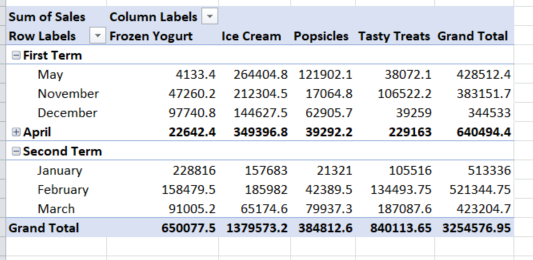 Sum of Sales Column Labels
Row Labels Frozen Yogurt Ice Cream Popsicles Tasty Treats Grand Total
First Term
May 4133.4 264404.8 121902.1 38072.1 428512.4
November 47260.2 212304.5 17064.8 106522.2 383151.7
December 97740.8 144627.5 62905.7 39259 344533
April 22642.4 349396.8 39292.2 229163 640494.4
Second Term
January 228816 157683 21321 105516 513336
February 158479.5 185982 42389.5 134493.75 521344.75
March 91005.2 65174.6 79937.3 187087.6 423204.7
Grand Total 650077.5 1379573.2 384812.6 840113.65 3254576.95